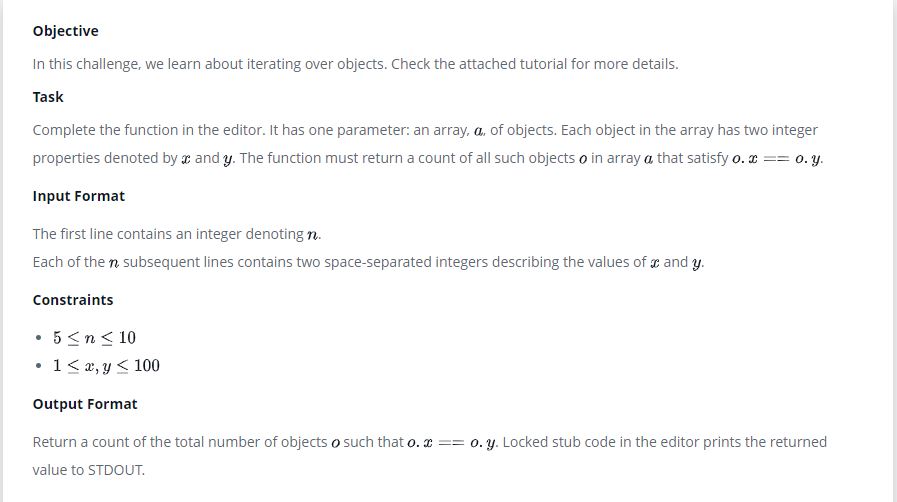 Objective
In this challenge, we learn about iterating over objects. Check the attached tutorial for more details.
Task
Complete the function in the editor. It has one parameter: an array, a, of objects. Each object in the array has two integer
properties denoted by x and y. The function must return a count of all such objects o in array a that satisfy o. x == o. y.
Input Format
The first line contains an integer denoting n.
Each of the n subsequent lines contains two space-separated integers describing the values of x and y.
Constraints
• 5 ≤ n ≤ 10
• 1 ≤ x, y ≤ 100
Output Format
Return a count of the total number of objects o such that o. x == o. y. Locked stub code in the editor prints the returned
value to STDOUT.